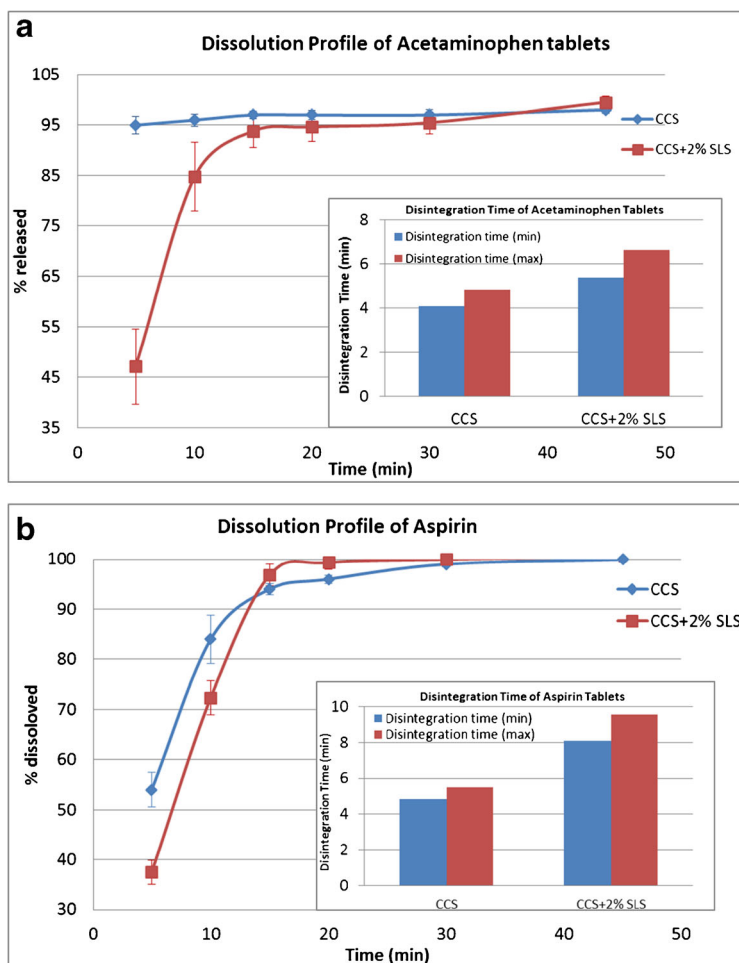 a
Dissolution Profile of Acetaminophen tablets
105
95
85
75
65
55
45
35
% released
0
10
20
30
40
50
Time (min)
CCS
CCS+2% SLS
Disintegration Time of Acetaminophen Tablets
8
6
4
2
0
Disintegration Time (min)
Disintegration time (min)
Disintegration time (max)
CCS
CCS+2% SLS
b
Dissolution Profile of Aspirin
100
90
80
70
60
50
40
30
% dissoloved
0
10
20
30
40
50
Time (min)
CCS
CCS+2% SLS
Disintegration Time of Aspirin Tablets
10
8
6
4
2
0
Disintegration Time (min)
Disintegration time (min)
Disintegration time (max)
CCS
CCS+2% SLS